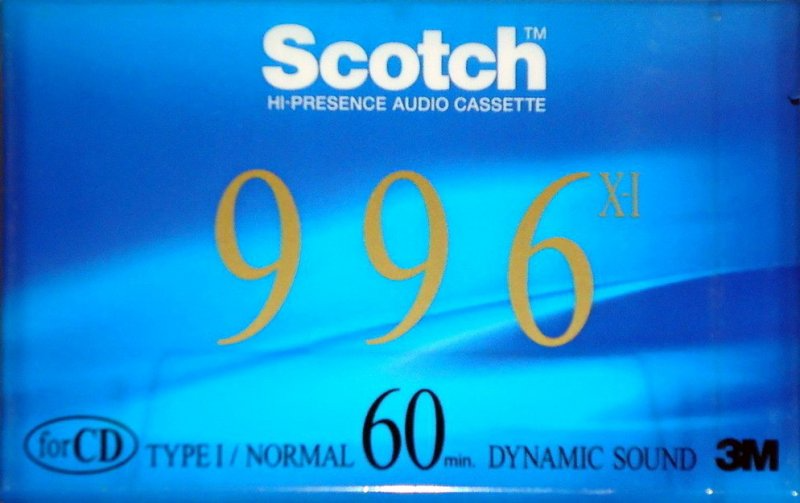 Scotch™
HI-PRESENCE AUDIO CASSETTE
996 X-I
for CD TYPE I / NORMAL 60 min. DYNAMIC SOUND 3M